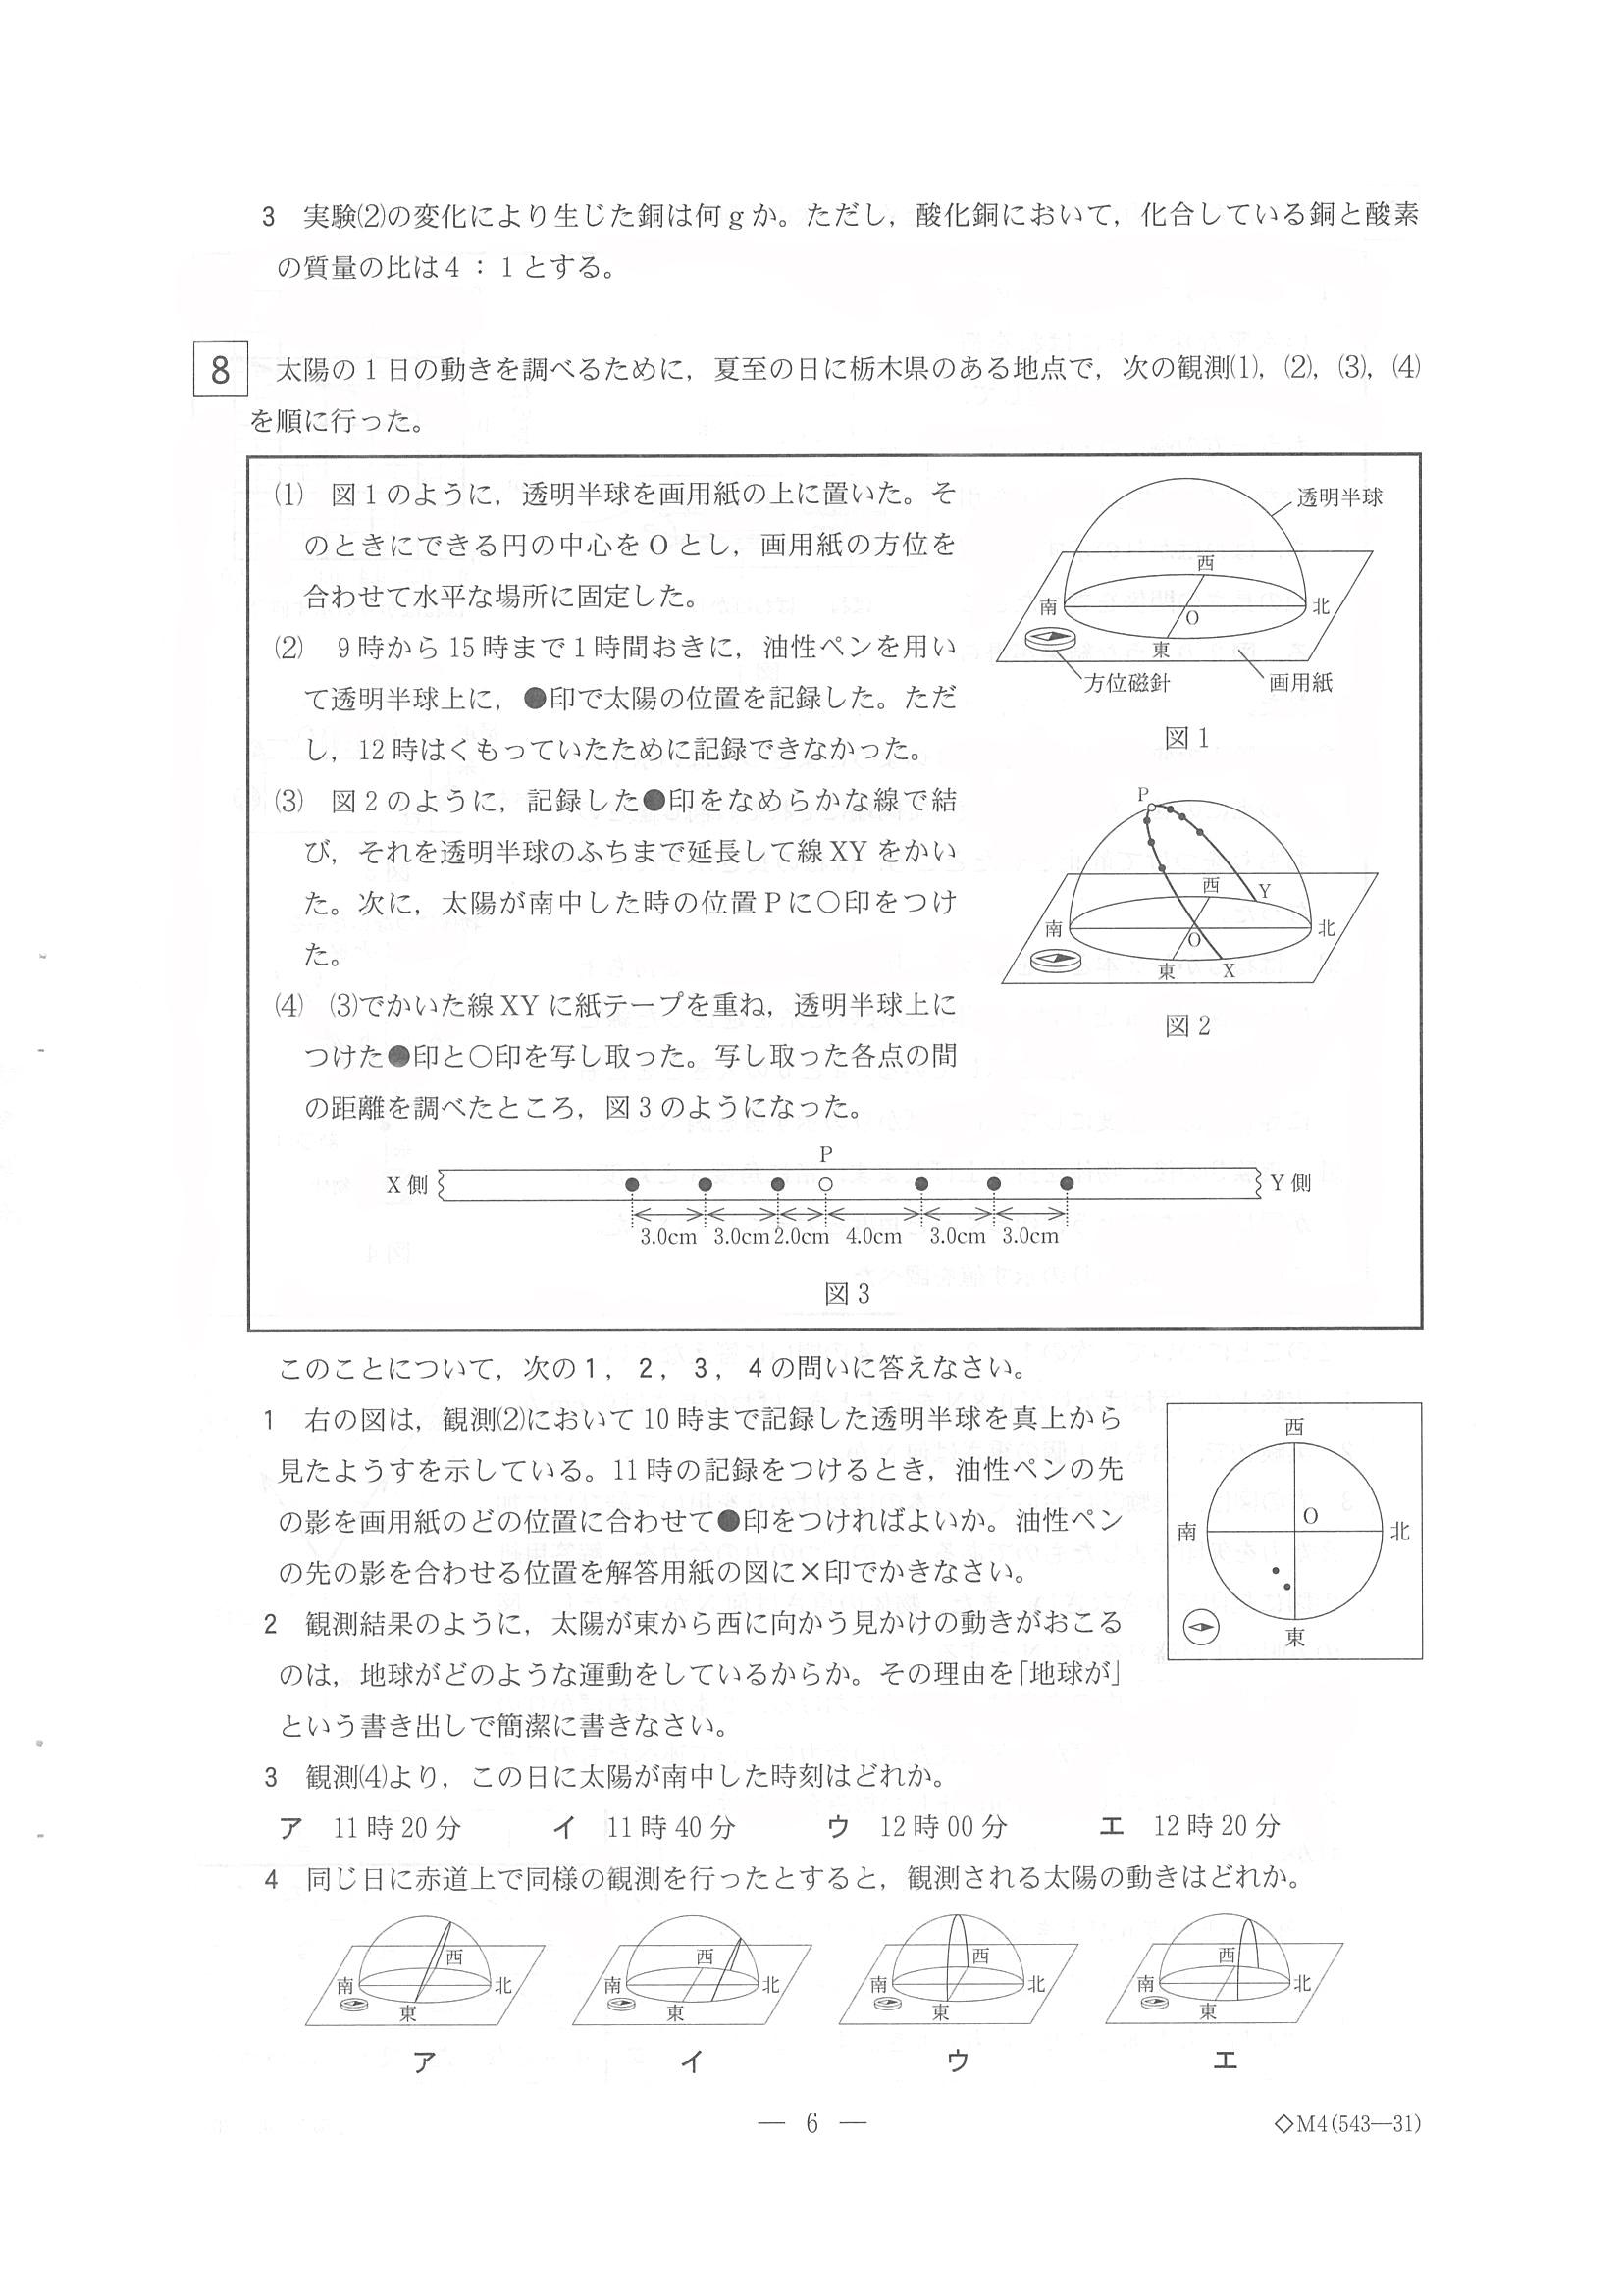 3　実験⑵の変化により生じた銅は何 g か。ただし，酸化銅において，化合している銅と酸素
の質量の比は 4 ： 1 とする。
8　太陽の 1 日の動きを調べるために，夏至の日に栃木県のある地点で，次の観測⑴，⑵，⑶，⑷
を順に行った。
⑴　図 1 のように，透明半球を画用紙の上に置いた。そ
のときにできる円の中心を O とし，画用紙の方位を
合わせて水平な場所に固定した。
⑵　9 時から 15 時まで 1 時間おきに，油性ペンを用い
て透明半球上に，●印で太陽の位置を記録した。ただ
し，12 時はくもっていたために記録できなかった。
⑶　図 2 のように，記録した●印をなめらかな線で結
び，それを透明半球のふちまで延長して線 XY をかい
た。次に，太陽が南中した時の位置 P に○印をつけ
た。
⑷　⑶でかいた線 XY に紙テープを重ね，透明半球上に
つけた●印と○印を写し取った。写し取った各点の間
の距離を調べたところ，図 3 のようになった。
透明半球
西
南
O
北
東
方位磁針
画用紙
図 1
P
西
Y
南
O
北
東
X
図 2
P
X 側
Y 側
3.0cm 3.0cm 2.0cm 4.0cm 3.0cm 3.0cm
図 3
このことについて，次の 1，2，3，4 の問いに答えなさい。
1　右の図は，観測⑵において 10 時まで記録した透明半球を真上から
見たようすを示している。11 時の記録をつけるとき，油性ペンの先
の影を画用紙のどの位置に合わせて●印をつければよいか。油性ペン
の先の影を合わせる位置を解答用紙の図に×印でかきなさい。
西
O
南
北
東
2　観測結果のように，太陽が東から西に向かう見かけの動きがおこる
のは，地球がどのような運動をしているからか。その理由を「地球が」
という書き出しで簡潔に書きなさい。
3　観測⑷より，この日に太陽が南中した時刻はどれか。
ア　11 時 20 分　イ　11 時 40 分　ウ　12 時 00 分　エ　12 時 20 分
4　同じ日に赤道上で同様の観測を行ったとすると，観測される太陽の動きはどれか。
西
南
北
東
西
南
北
東
西
南
北
東
西
南
北
東
ア　イ　ウ　エ
— 6 —
◇M4(543—31)